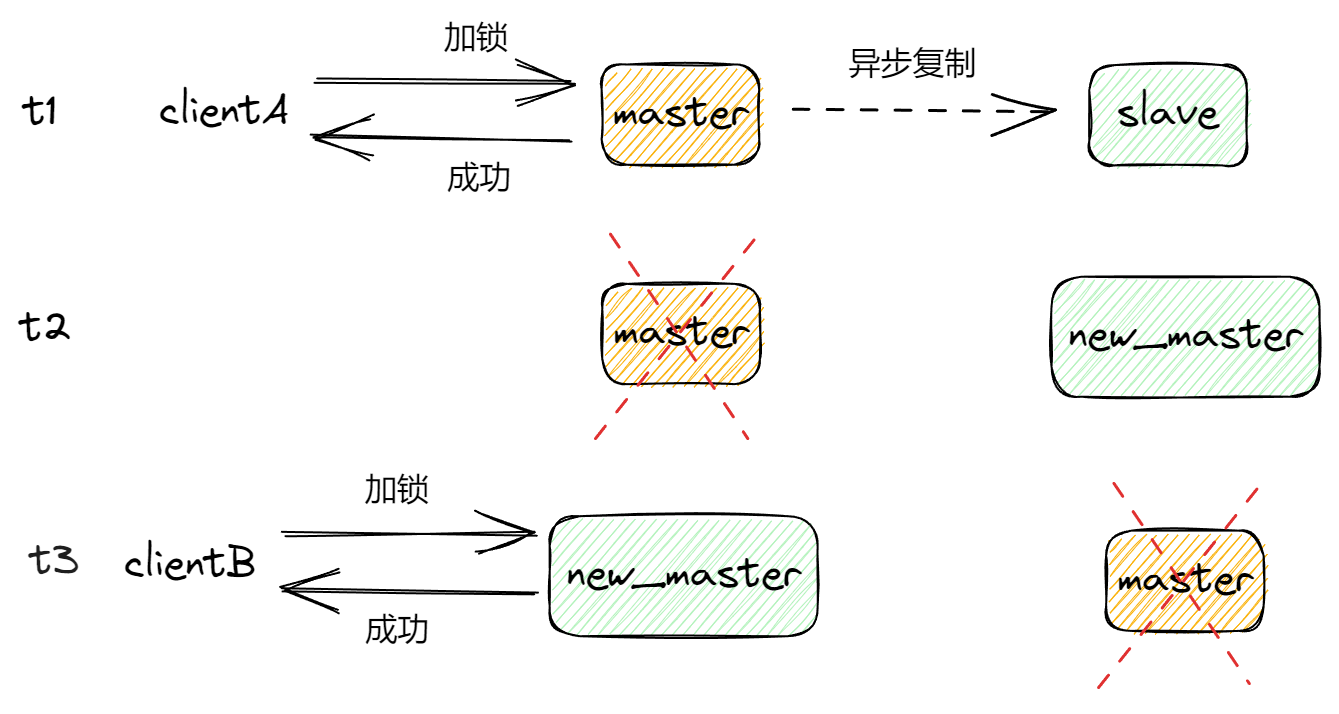 加锁
异步复制
t1
clientA
master
slave
成功
t2
master
new_master
加锁
t3
clientB
new_master
master
成功